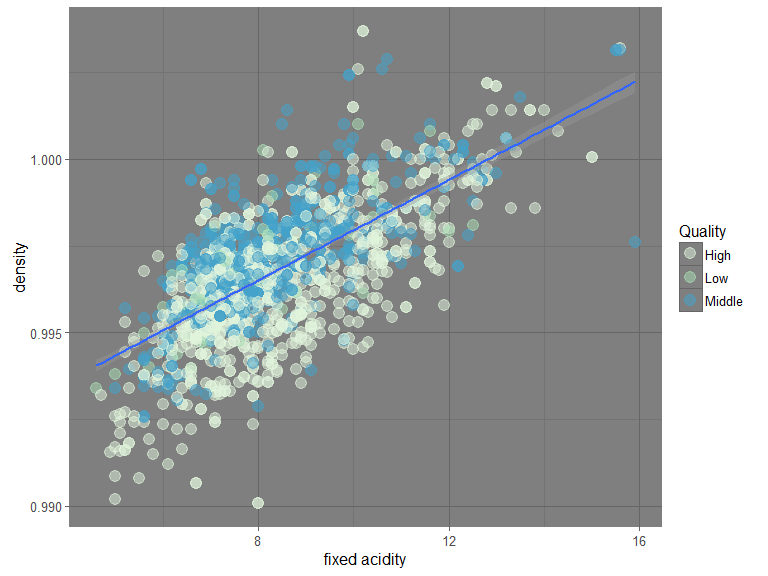 1.000
0.995
0.990
density
8
12
16
fixed acidity
Quality
High
Low
Middle